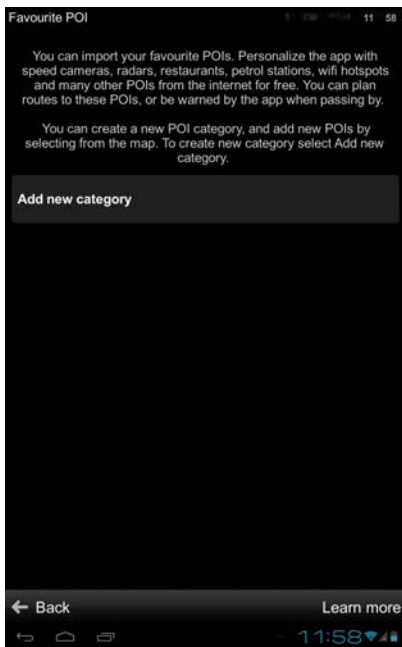 Favourite POI
11 58
You can import your favourite POIs. Personalize the app with
speed cameras, radars, restaurants, petrol stations, wifi hotspots
and many other POIs from the internet for free. You can plan
routes to these POIs, or be warned by the app when passing by.
You can create a new POI category, and add new POIs by
selecting from the map. To create new category select Add new
category.
Add new category
Back
Learn more
11:58